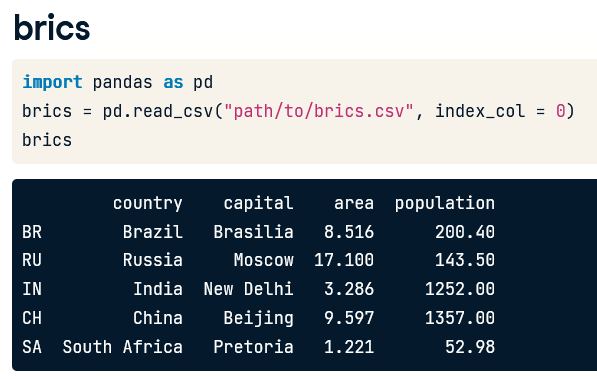 brics
import pandas as pd
brics = pd.read_csv("path/to/brics.csv", index_col = 0)
brics
country capital area population
BR Brazil Brasilia 8.516 200.40
RU Russia Moscow 17.100 143.50
IN India New Delhi 3.286 1252.00
CH China Beijing 9.597 1357.00
SA South Africa Pretoria 1.221 52.98